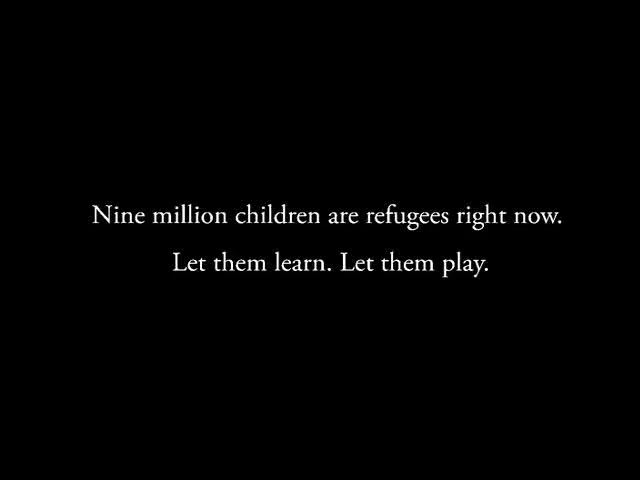 Nine million children are refugees right now.
Let them learn. Let them play.